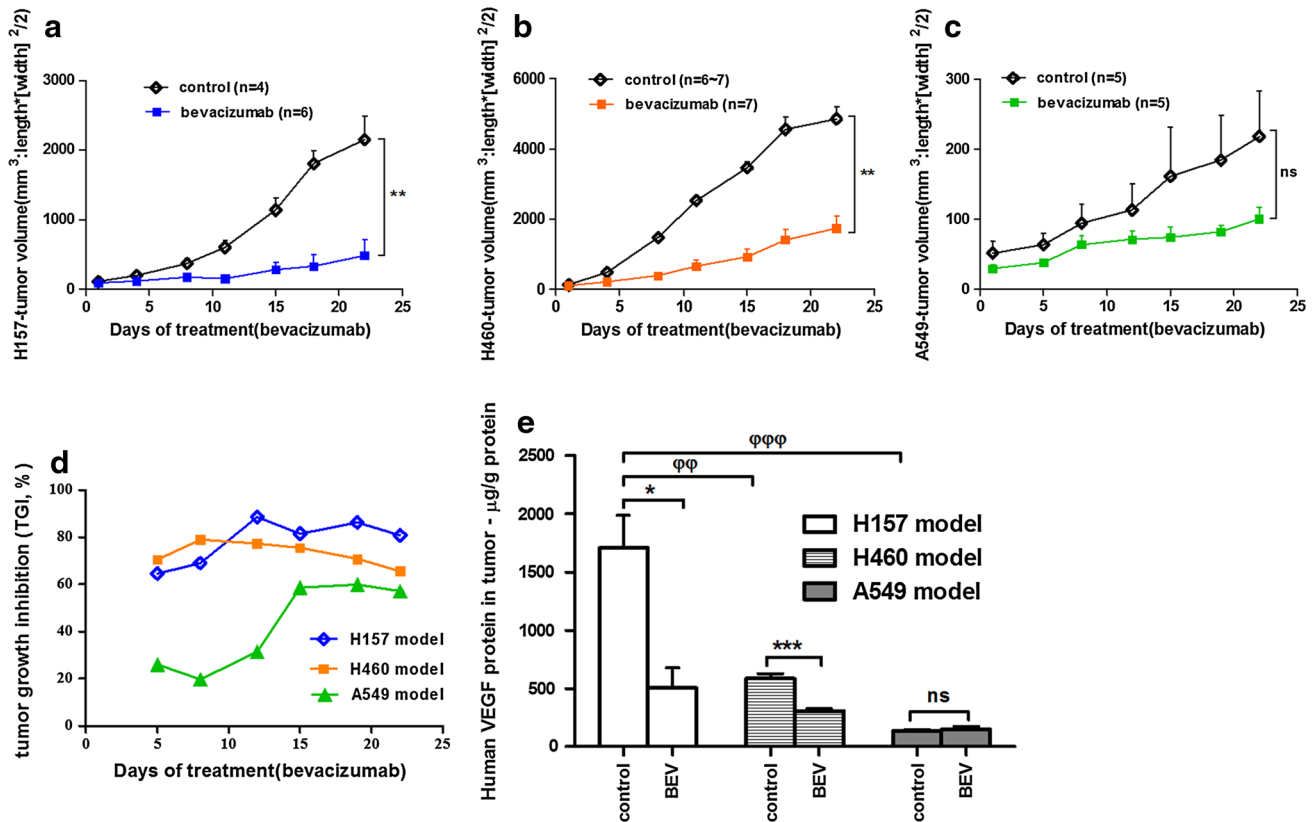 a
H157-tumor volume(mm 3:length*[width] 2/2)
3000
2000
1000
0
control (n=4)
bevacizumab (n=6)
**
0 5 10 15 20 25
Days of treatment(bevacizumab)
b
H460-tumor volume(mm 3:length*[width] 2/2)
6000
4000
2000
0
control (n=6~7)
bevacizumab (n=7)
**
0 5 10 15 20 25
Days of treatment(bevacizumab)
c
A549-tumor volume(mm 3:length*[width] 2/2)
300
200
100
0
control (n=5)
bevacizumab (n=5)
ns
0 5 10 15 20 25
Days of treatment(bevacizumab)
d
tumor growth inhibition (TGI, %)
100
80
60
40
20
0
H157 model
H460 model
A549 model
0 5 10 15 20 25
Days of treatment(bevacizumab)
e
Human VEGF protein in tumor - μg/g protein
2500
2000
1500
1000
500
0
φφφ
φφ
*
***
ns
H157 model
H460 model
A549 model
control
BEV
control
BEV
control
BEV